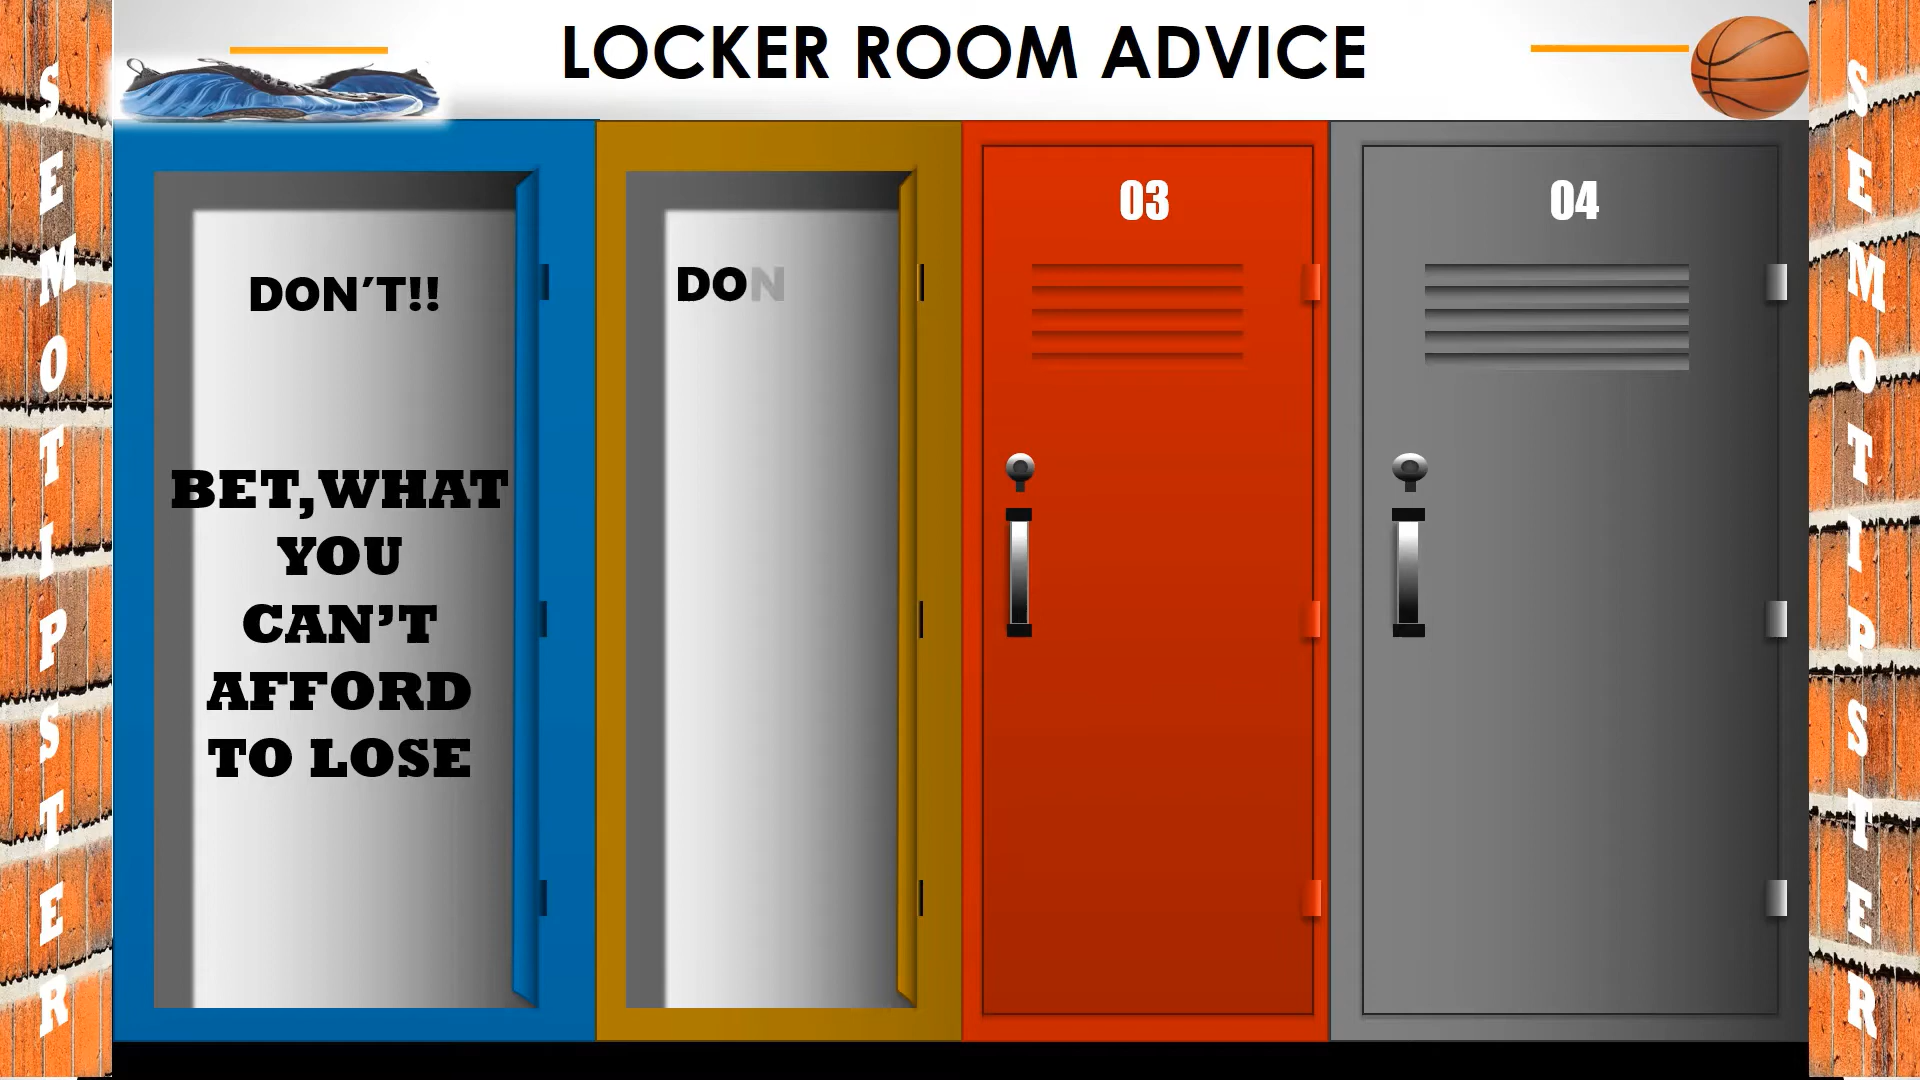 LOCKER ROOM ADVICE
SEMOTIPSTER
DON´T!!
BET,WHAT
YOU
CAN’T
AFFORD
TO LOSE
DON
03
04
SEMOTIPSTER